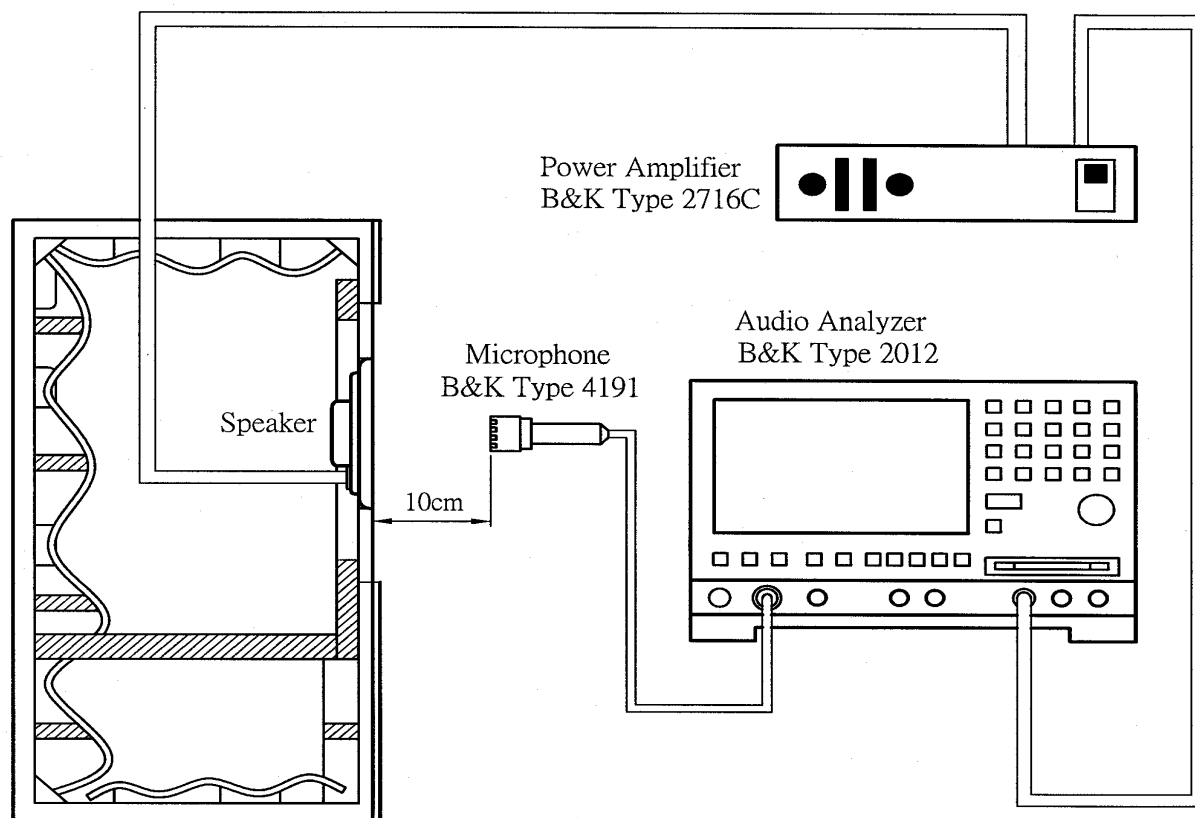 Power Amplifier
B&K Type 2716C
Audio Analyzer
B&K Type 2012
Microphone
B&K Type 4191
Speaker
10cm